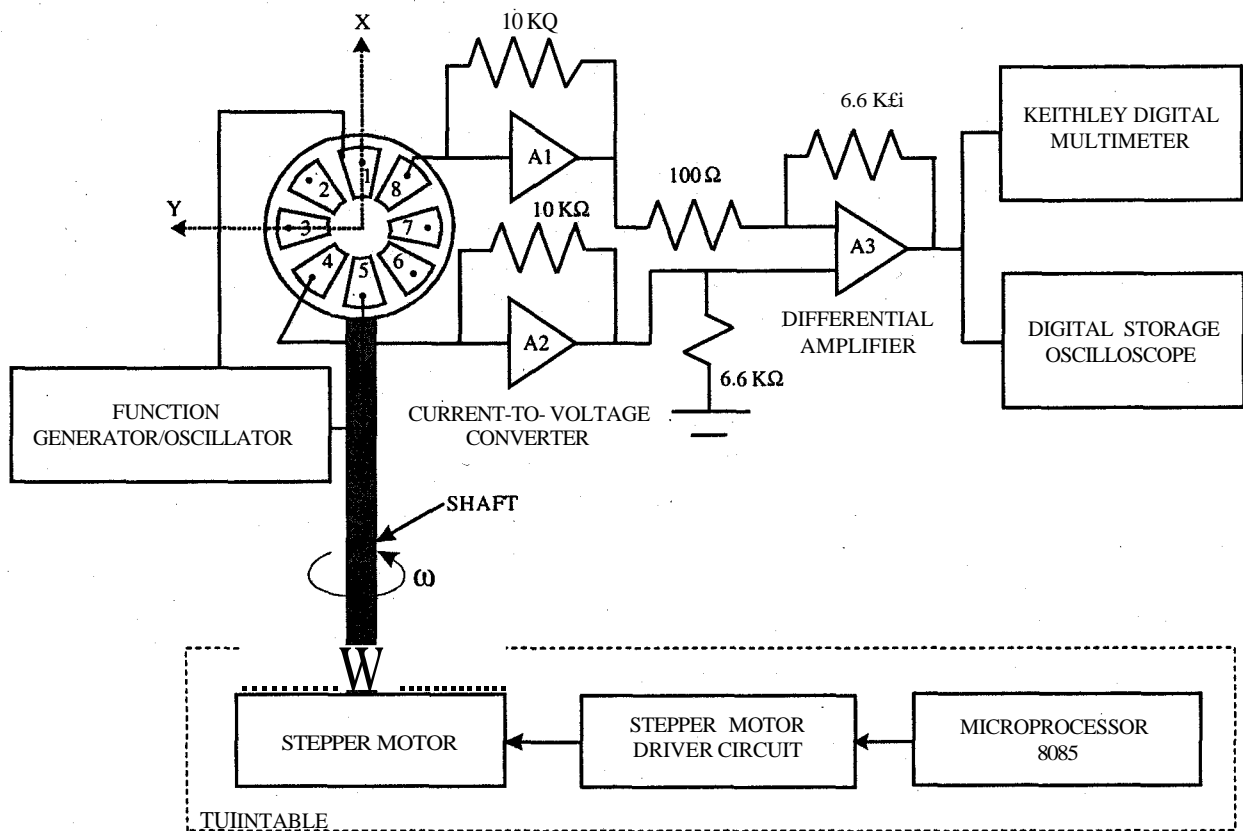 X
10 KQ
6.6 K£i
KEITHLEY DIGITAL
MULTIMETER
A1
1
2
8
100 Ω
Y
3
7
10 KΩ
A3
4
5
6
DIFFERENTIAL
AMPLIFIER
DIGITAL STORAGE
OSCILLOSCOPE
A2
6.6 KΩ
FUNCTION
GENERATOR/OSCILLATOR
CURRENT-TO- VOLTAGE
CONVERTER
SHAFT
ω
W
STEPPER MOTOR
STEPPER MOTOR
DRIVER CIRCUIT
MICROPROCESSOR
8085
TUIINTABLE